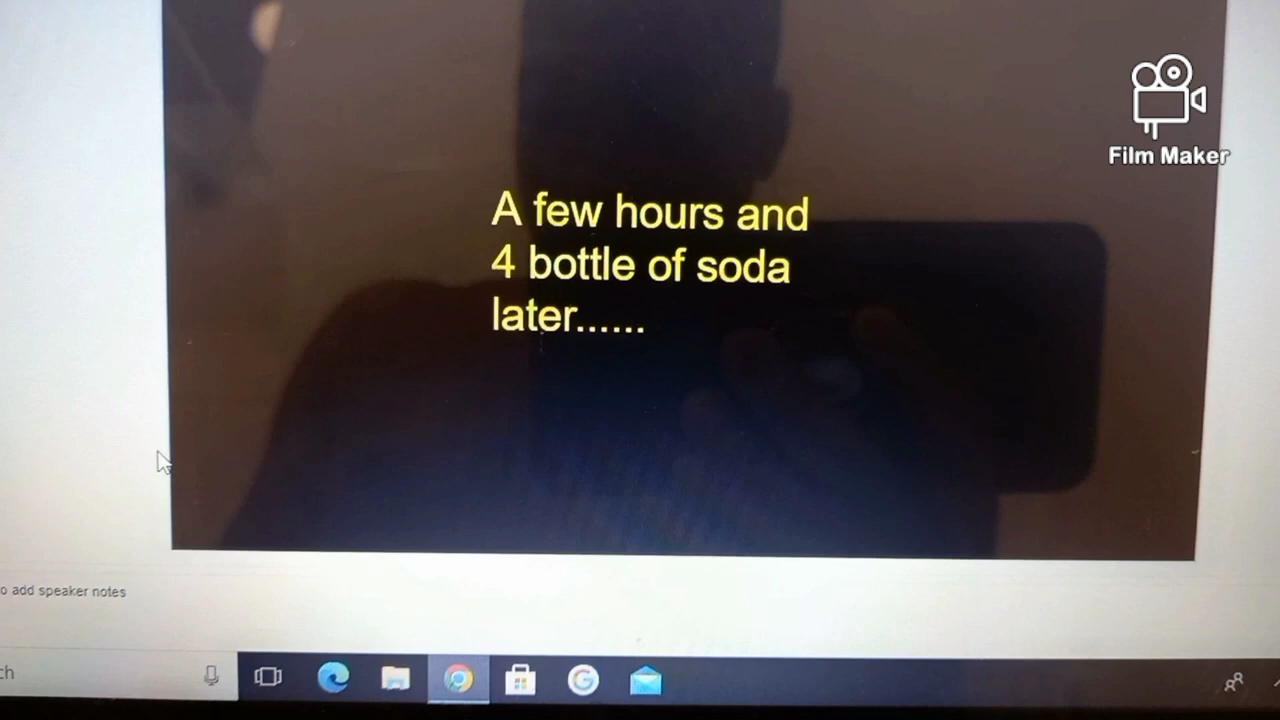 Film Maker
A few hours and
4 bottle of soda
later......
o add speaker notes
ch